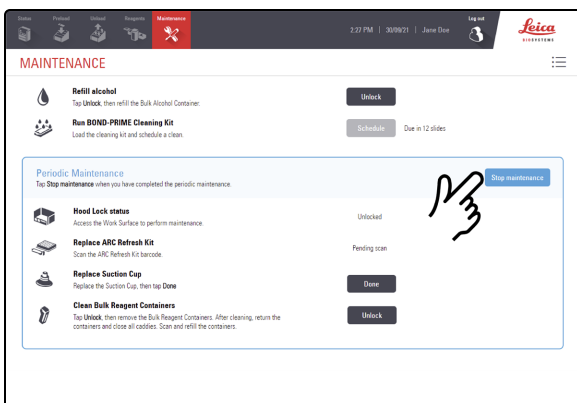 Status Preload Unload Reagents Maintenance
2:27 PM | 30/09/21 | Jane Doe
Log out
Leica
BIOSYSTEMS
MAINTENANCE
Refill alcohol
Tap Unlock, then refill the Bulk Alcohol Container.
Unlock
Run BOND-PRIME Cleaning Kit
Load the cleaning kit and schedule a clean.
Schedule
Due in 12 slides
Periodic Maintenance
Tap Stop maintenance when you have completed the periodic maintenance.
Stop maintenance
Hood Lock status
Access the Work Surface to perform maintenance.
Unlocked
Replace ARC Refresh Kit
Scan the ARC Refresh Kit barcode.
Pending scan
Replace Suction Cup
Replace the Suction Cup, then tap Done
Done
Clean Bulk Reagent Containers
Tap Unlock, then remove the Bulk Reagent Containers. After cleaning, return the
containers and close all caddies. Scan and refill the containers.
Unlock